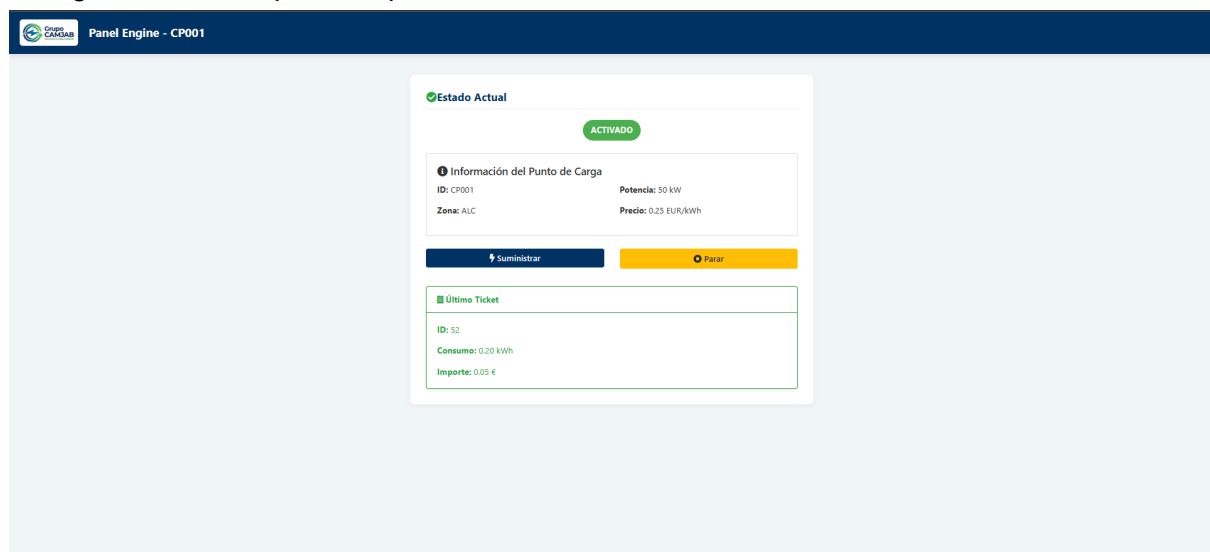 Grupo
CAMJAB
Panel Engine - CP001
Estado Actual
ACTIVADO
Información del Punto de Carga
ID: CP001
Potencia: 50 kW
Zona: ALC
Precio: 0.25 EUR/kWh
Suministrar
Parar
Último Ticket
ID: 52
Consumo: 0.20 kWh
Importe: 0.05 €